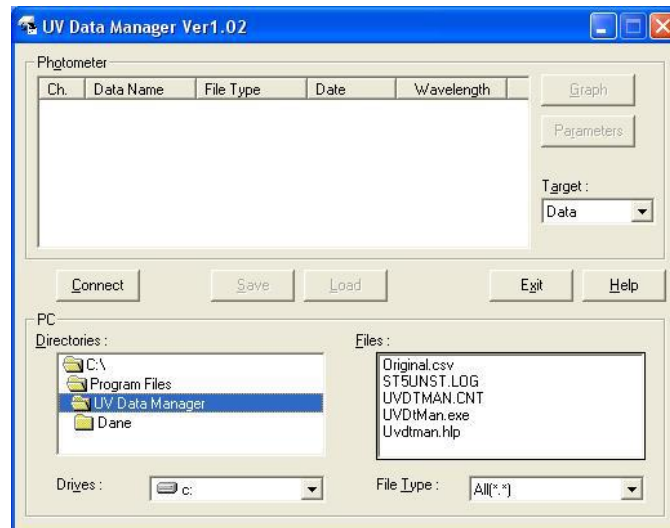 UV Data Manager Ver1.02
Photometer
Ch. Data Name File Type Date Wavelength
Graph
Parameters
Target :
Data
Connect Save Load Exit Help
PC
Directories :
C:\
Program Files
UV Data Manager
Dane
Files :
Original.csv
ST5UNST.LOG
UVDTMAN.CNT
UVDtMan.exe
Uvdtman.hlp
Drives : c:
File Type : All(*.*)